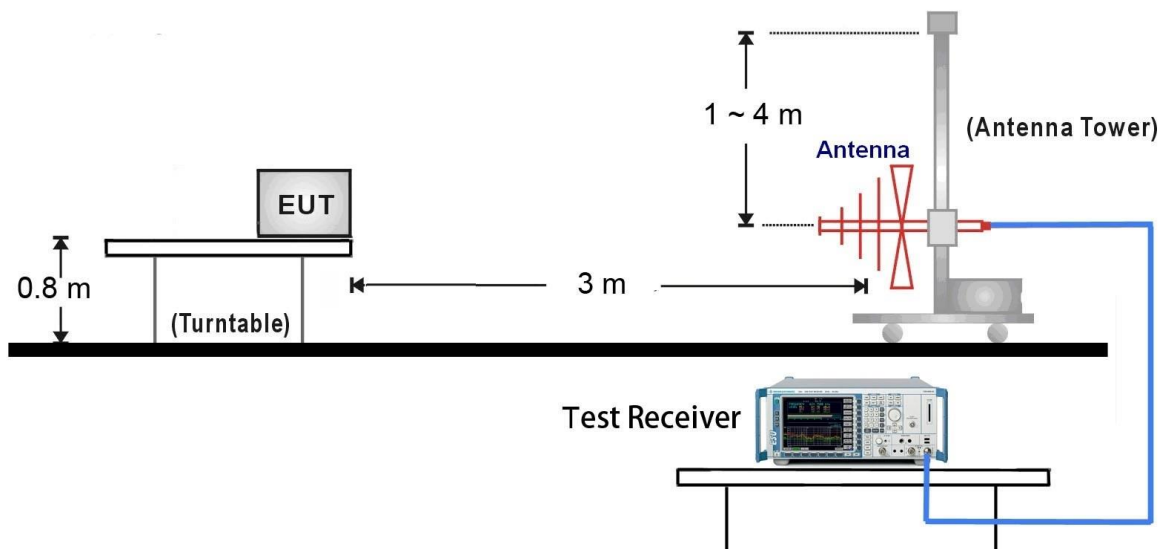 1 ~ 4 m
(Antenna Tower)
Antenna
EUT
0.8 m
3 m
(Turntable)
Test Receiver